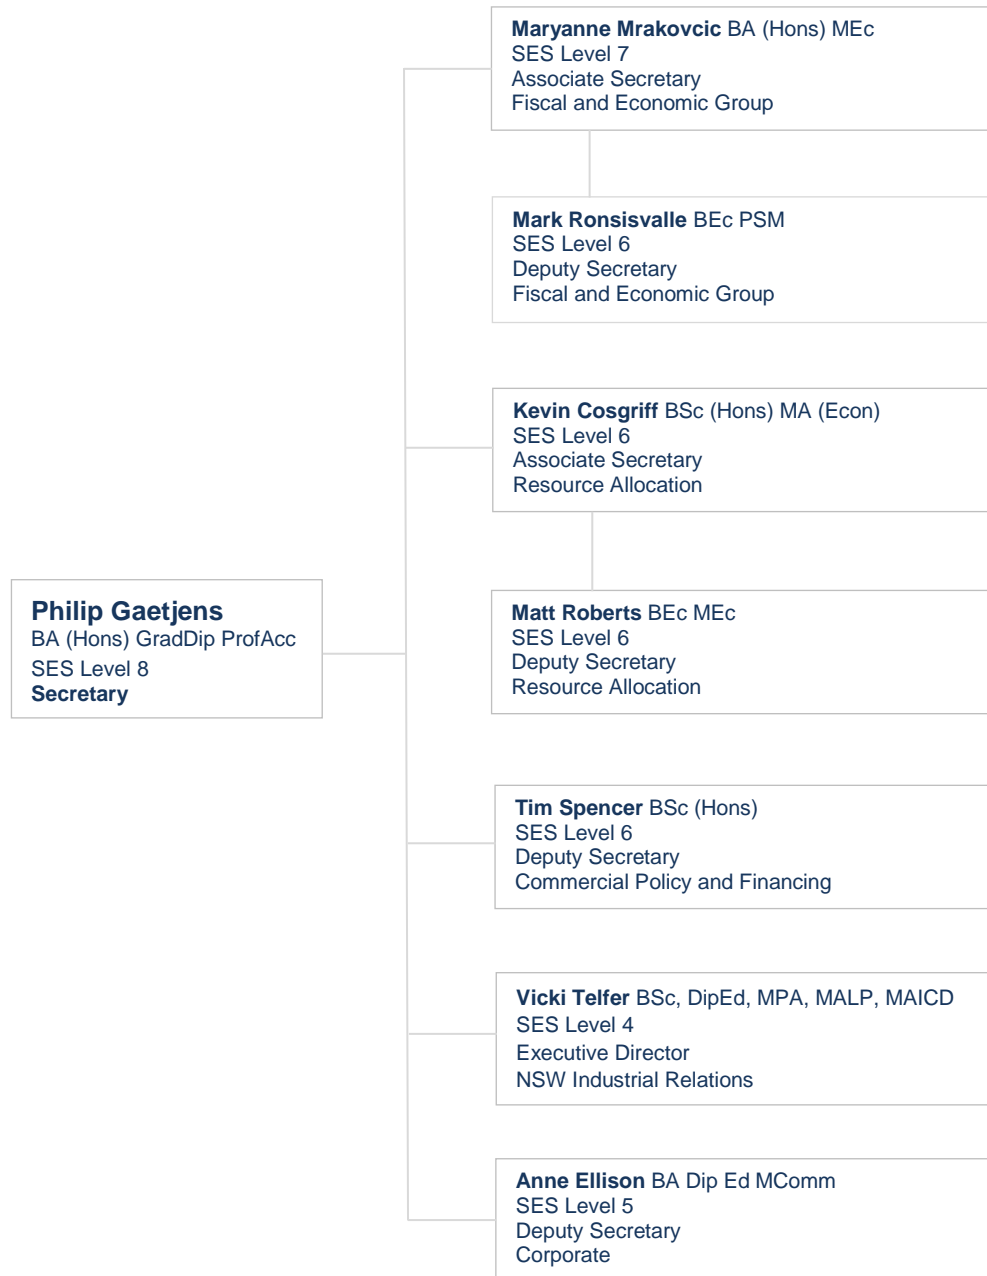 Maryanne Mrakovcic BA (Hons) MEc
SES Level 7
Associate Secretary
Fiscal and Economic Group
Mark Ronsisvalle BEc PSM
SES Level 6
Deputy Secretary
Fiscal and Economic Group
Kevin Cosgriff BSc (Hons) MA (Econ)
SES Level 6
Associate Secretary
Resource Allocation
Philip Gaetjens
BA (Hons) GradDip ProfAcc
SES Level 8
Secretary
Matt Roberts BEc MEc
SES Level 6
Deputy Secretary
Resource Allocation
Tim Spencer BSc (Hons)
SES Level 6
Deputy Secretary
Commercial Policy and Financing
Vicki Telfer BSc, DipEd, MPA, MALP, MAICD
SES Level 4
Executive Director
NSW Industrial Relations
Anne Ellison BA Dip Ed MComm
SES Level 5
Deputy Secretary
Corporate